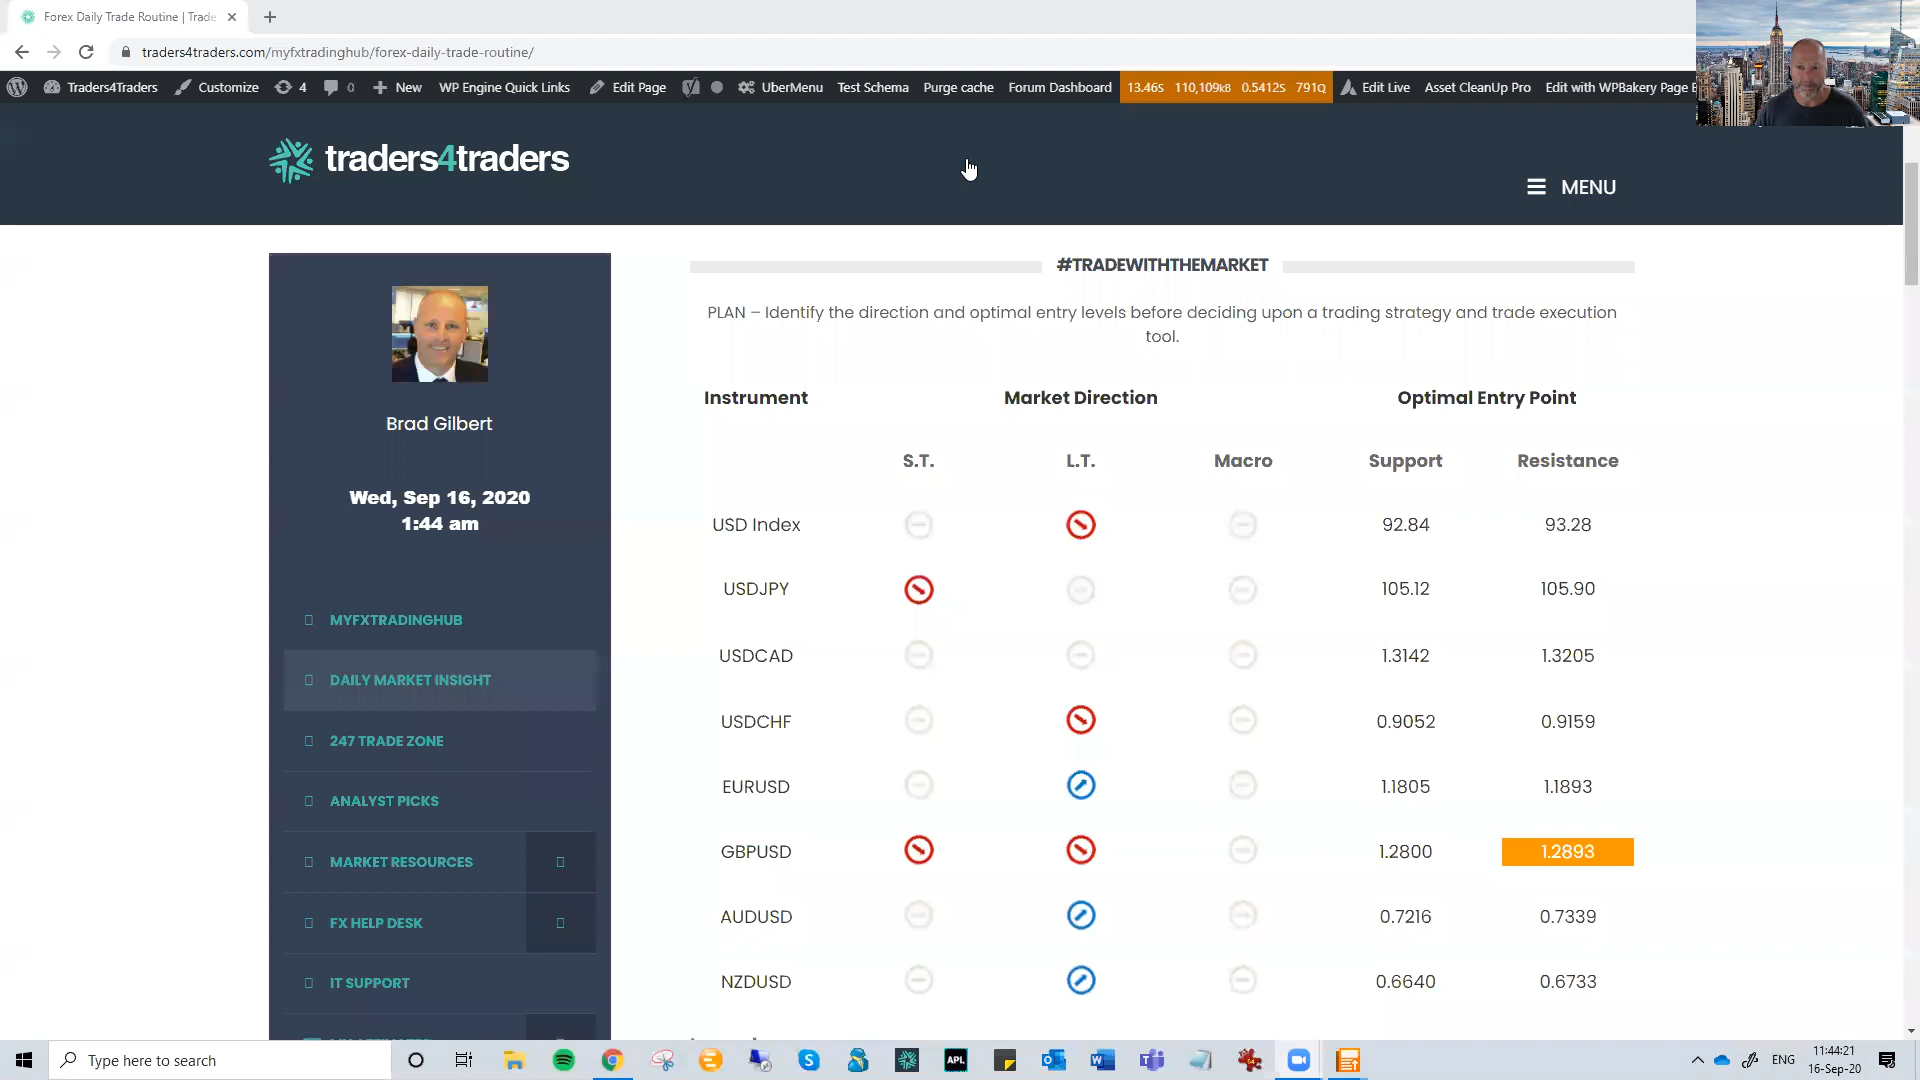 Forex Daily Trade Routine | Trade
traders4traders.com/myfxtradinghub/forex-daily-trade-routine/
Traders4Traders Customize 4 0 New WP Engine Quick Links Edit Page UberMenu Test Schema Purge cache Forum Dashboard 13.46s 110,109kB 0.5412s 791Q Edit Live Asset CleanUp Pro Edit with WPBakery Page
traders4traders
MENU
Brad Gilbert
Wed, Sep 16, 2020
1:44 am
MYFXTRADINGHUB
DAILY MARKET INSIGHT
247 TRADE ZONE
ANALYST PICKS
MARKET RESOURCES
FX HELP DESK
IT SUPPORT
#TRADEWITHTHEMARKET
PLAN – Identify the direction and optimal entry levels before deciding upon a trading strategy and trade execution
tool.
Instrument Market Direction Optimal Entry Point
S.T. L.T. Macro Support Resistance
USD Index 92.84 93.28
USDJPY 105.12 105.90
USDCAD 1.3142 1.3205
USDCHF 0.9052 0.9159
EURUSD 1.1805 1.1893
GBPUSD 1.2800 1.2893
AUDUSD 0.7216 0.7339
NZDUSD 0.6640 0.6733
Type here to search
APL
ENG
11:44:21
16-Sep-20